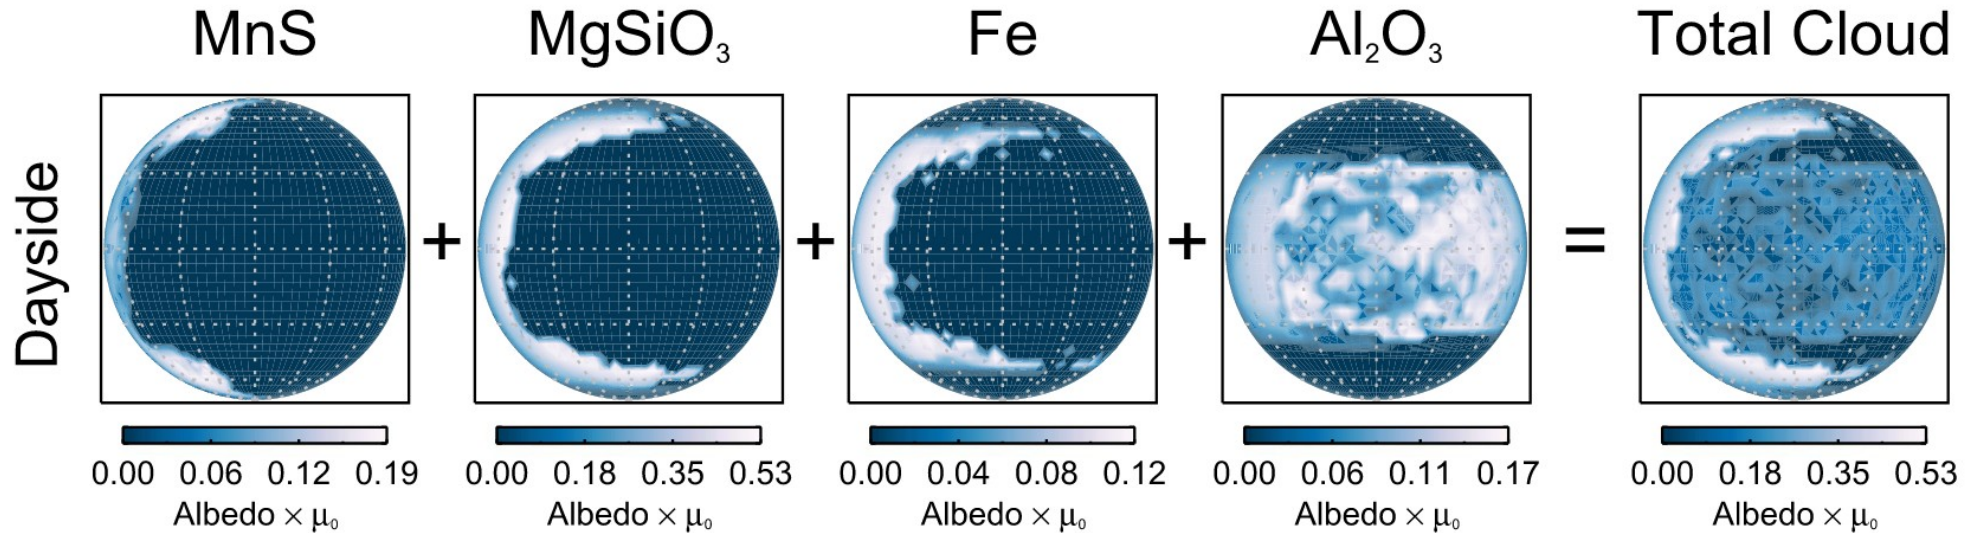 MnS MgSiO₃ Fe Al₂O₃ Total Cloud
Dayside
+ + + =
0.00 0.06 0.12 0.19 0.00 0.18 0.35 0.53 0.00 0.04 0.08 0.12 0.00 0.06 0.11 0.17 0.00 0.18 0.35 0.53
Albedo × μ₀ Albedo × μ₀ Albedo × μ₀ Albedo × μ₀ Albedo × μ₀